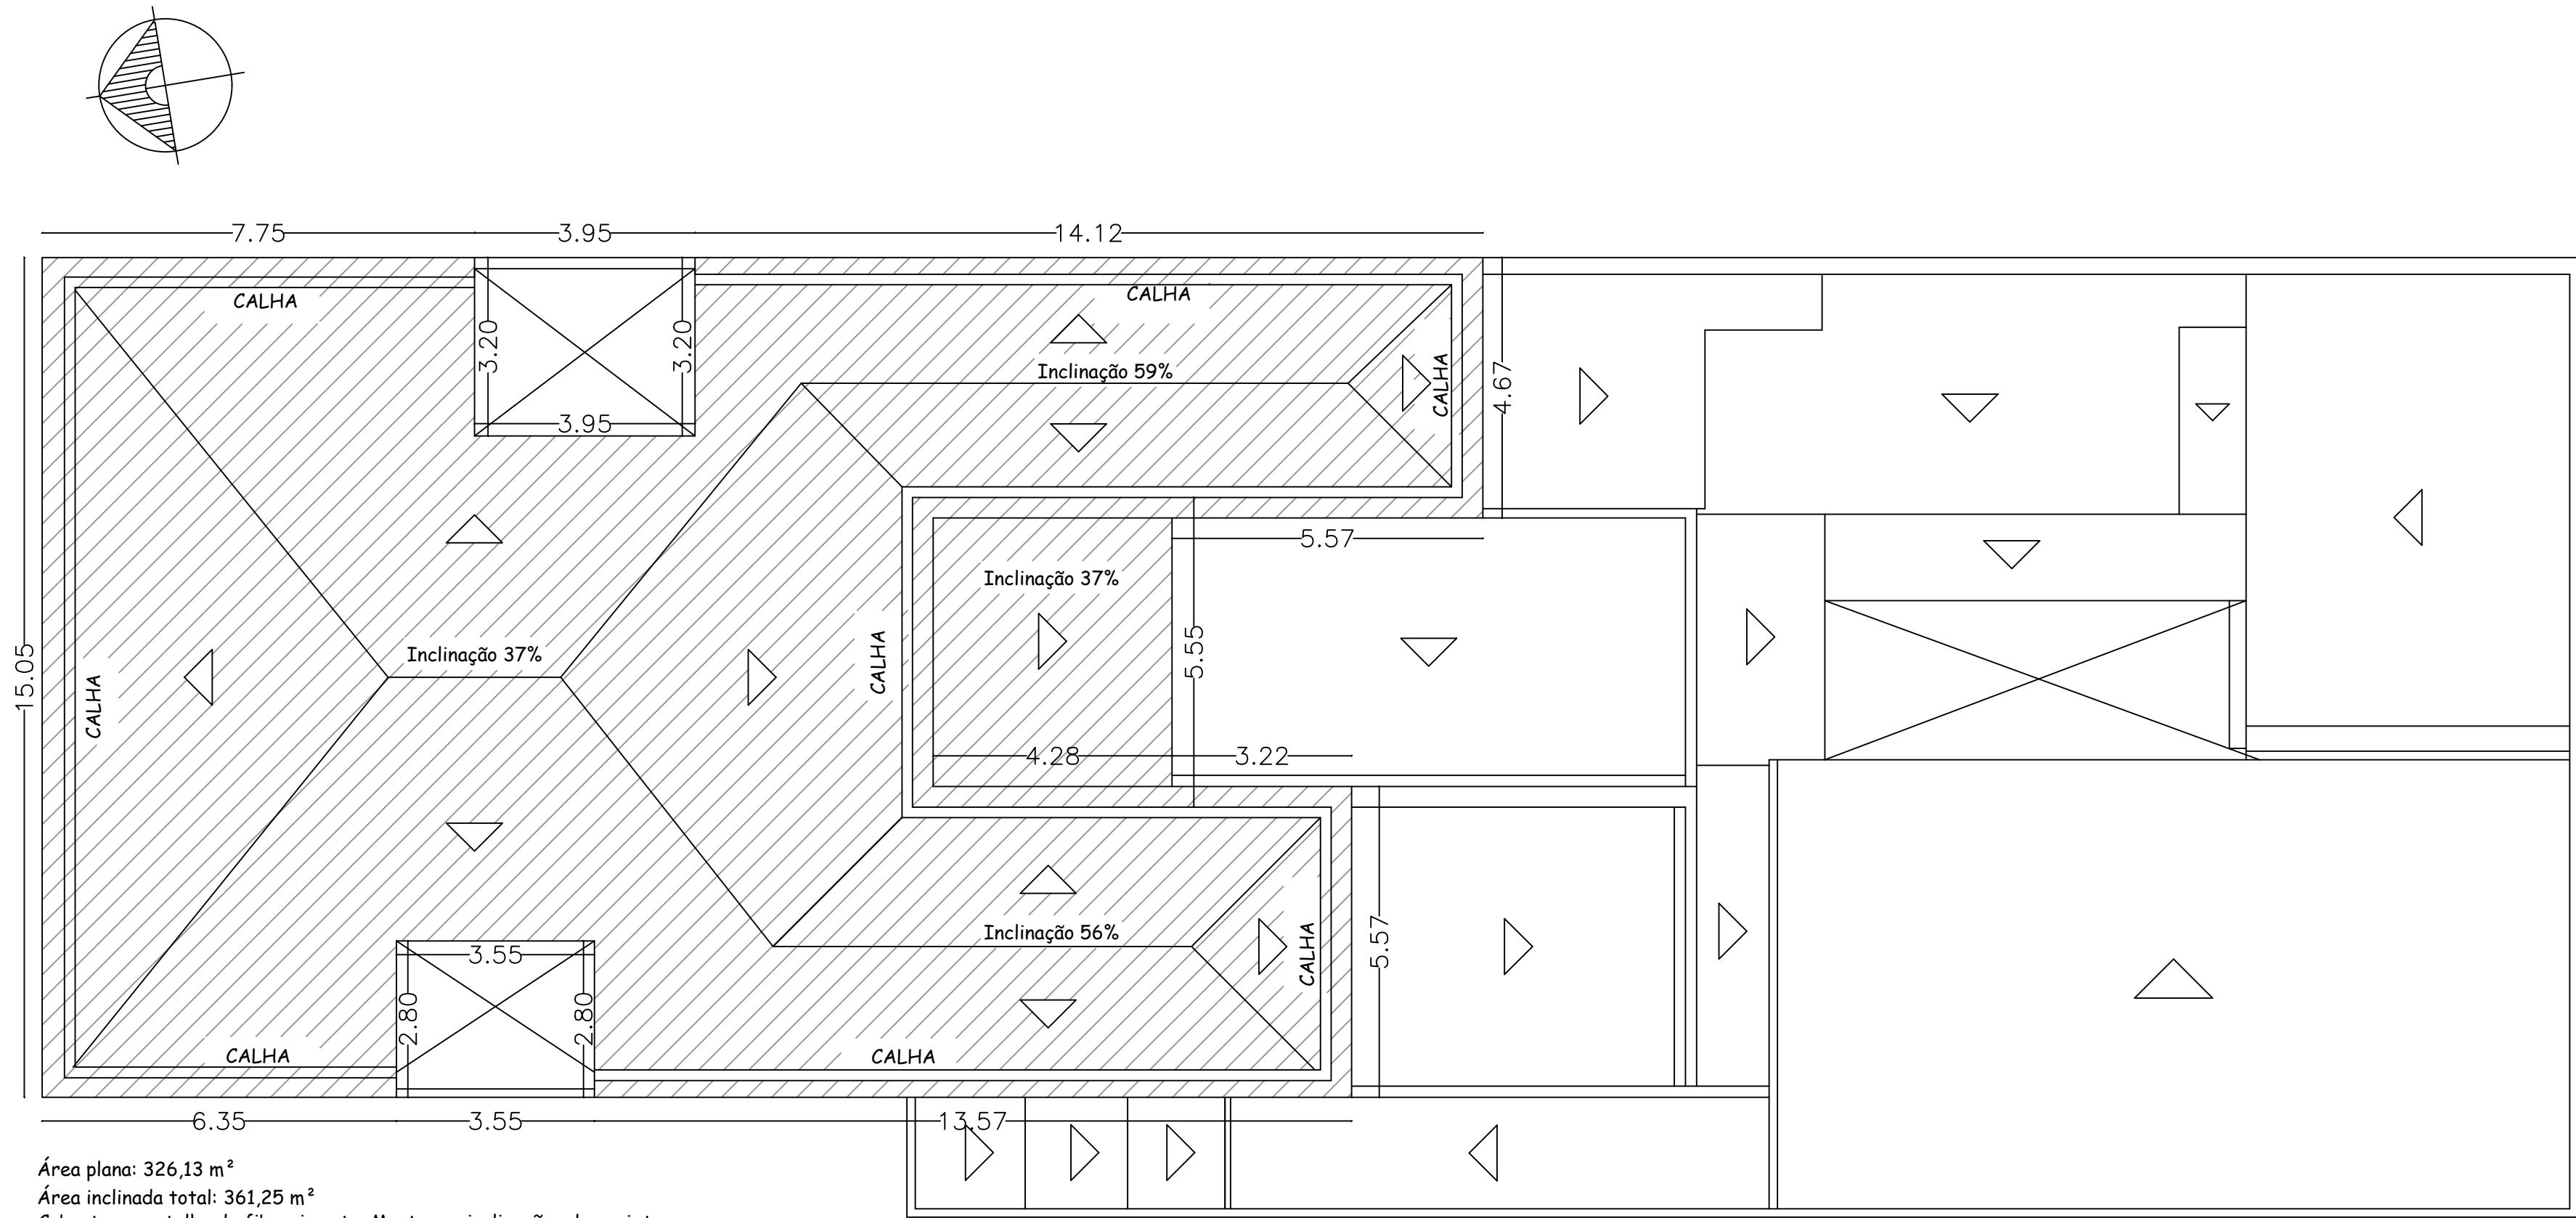 7.75
3.95
14.12
CALHA
CALHA
3.20
3.20
Inclinação 59%
CALHA
4.67
3.95
5.57
Inclinação 37%
Inclinação 37%
CALHA
CALHA
15.05
5.55
4.28
3.22
Inclinação 56%
CALHA
5.57
3.55
2.80
2.80
CALHA
CALHA
6.35
3.55
13.57
Área plana: 326,13 m²
Área inclinada total: 361,25 m²